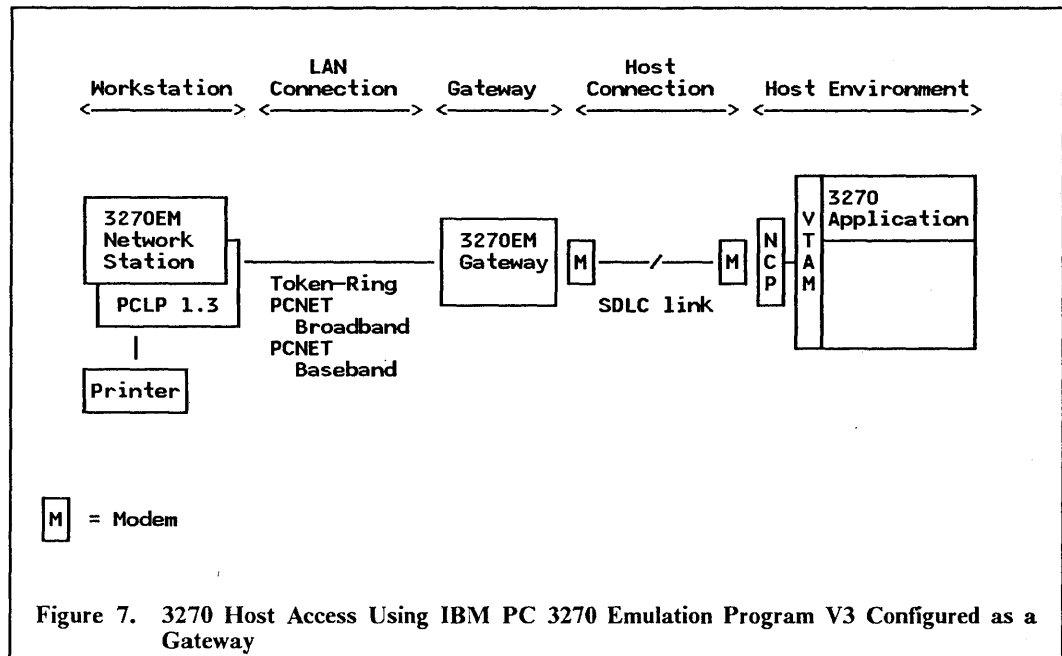 LAN Host
Workstation Connection Gateway Connection Host Environment
3270EM
Network
Station
PCLP 1.3
Printer
Token-Ring
PCNET
Broadband
PCNET
Baseband
3270EM
Gateway
M
SDLC link
M
NCP
VTAM
3270
Application
M = Modem
Figure 7. 3270 Host Access Using IBM PC 3270 Emulation Program V3 Configured as a
Gateway